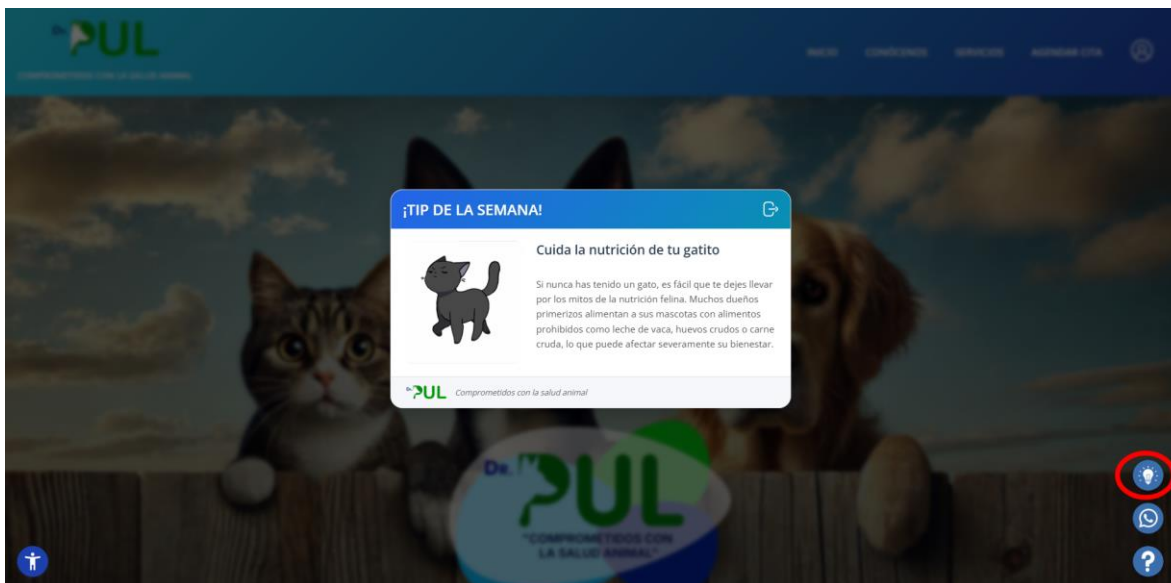 Dr. PUL
COMPROMETIDOS CON LA SALUD ANIMAL
INICIO CONÓCENOS SERVICIOS AGENDAR CITA
¡TIP DE LA SEMANA!
Cuida la nutrición de tu gatito
Si nunca has tenido un gato, es fácil que te dejes llevar
por los mitos de la nutrición felina. Muchos dueños
primerizos alimentan a sus mascotas con alimentos
prohibidos como leche de vaca, huevos crudos o carne
cruda, lo que puede afectar severamente su bienestar.
Dr. PUL Comprometidos con la salud animal
Dr. PUL
"COMPROMETIDOS CON
LA SALUD ANIMAL"
?